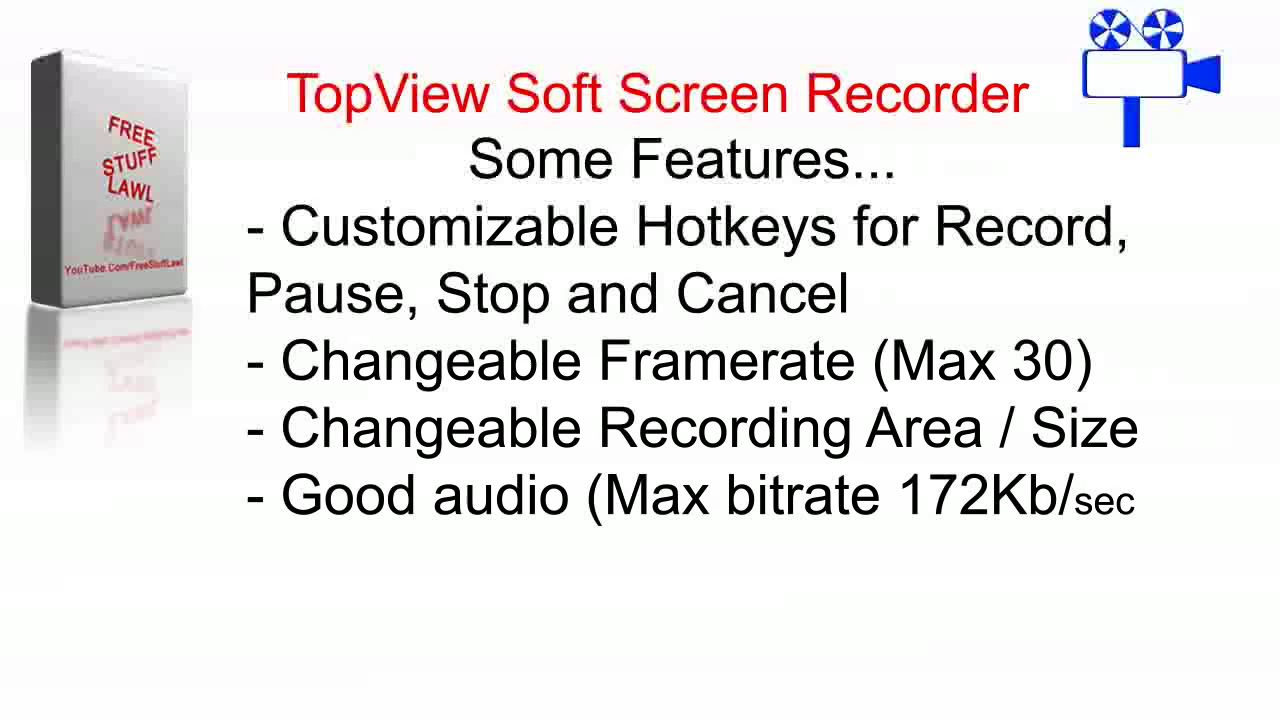 TopView Soft Screen Recorder
Some Features...
- Customizable Hotkeys for Record,
Pause, Stop and Cancel
- Changeable Framerate (Max 30)
- Changeable Recording Area / Size
- Good audio (Max bitrate 172Kb/sec
FREE
STUFF
LAWL
YouTube.Com/FreeStuffLawl